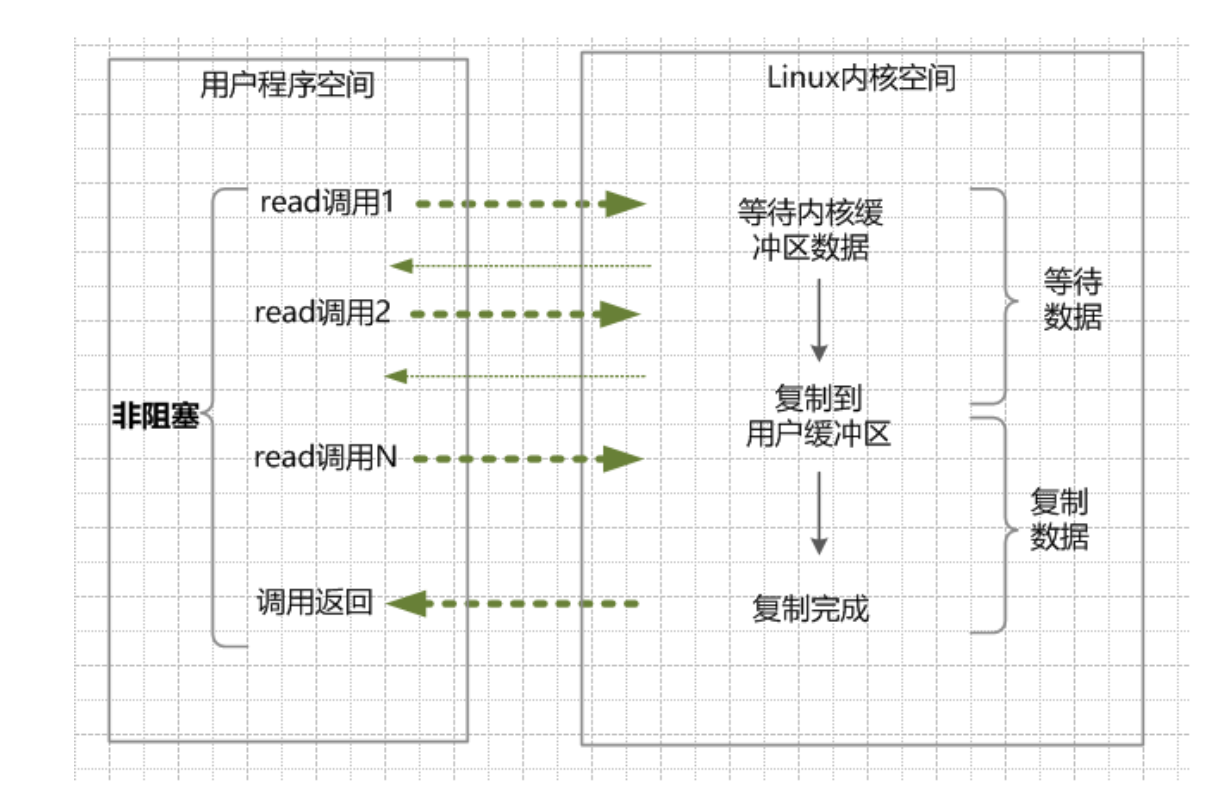 用户程序空间
Linux内核空间
read调用1
等待内核缓
冲区数据
等待
数据
read调用2
复制到
用户缓冲区
非阻塞
read调用N
复制
数据
调用返回
复制完成